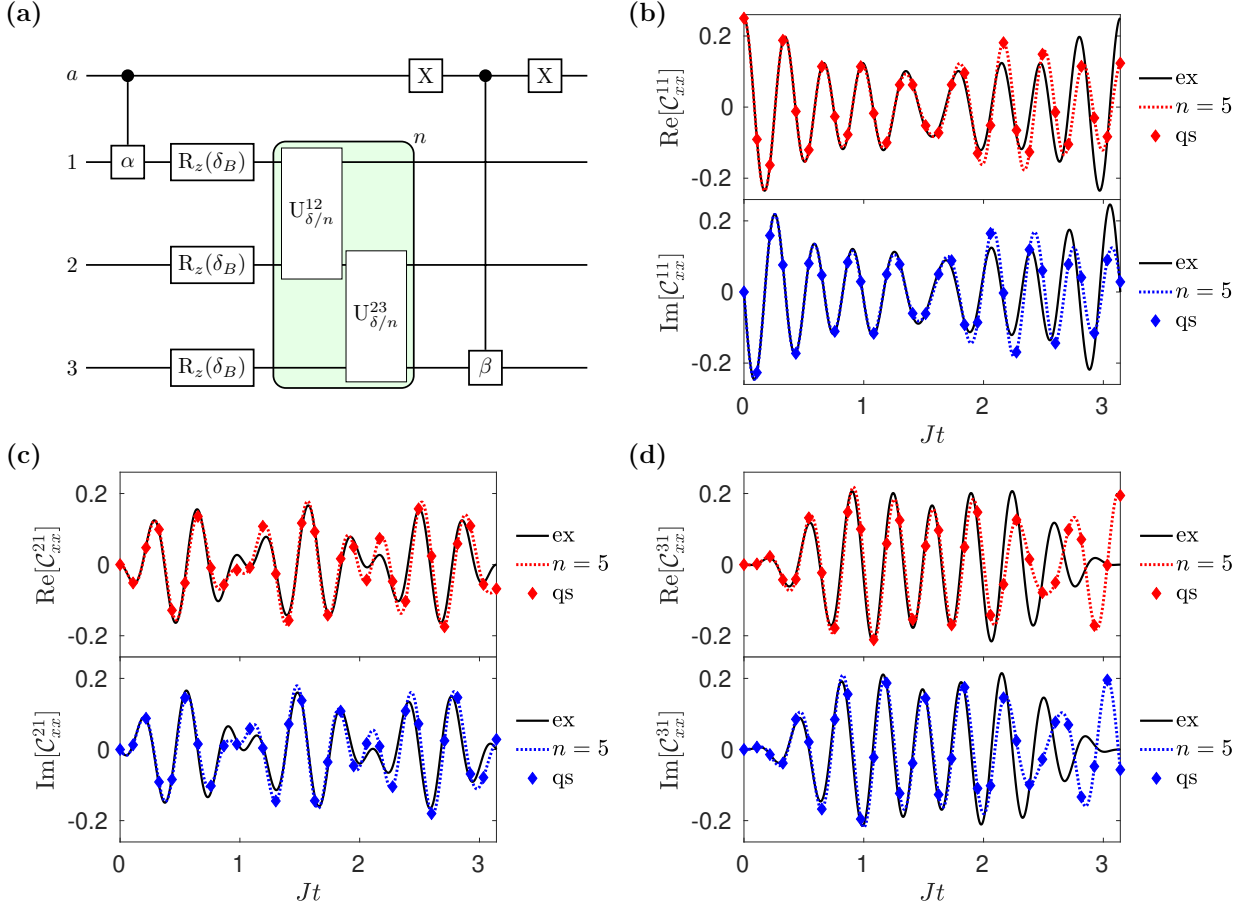 (a)
a
X
X
n
α
1
R_z(δ_B)
U^{12}_{δ/n}
2
R_z(δ_B)
U^{23}_{δ/n}
3
R_z(δ_B)
β
(b)
Re[𝒞^{11}_{xx}]
0.2
0
-0.2
ex
n = 5
qs
Im[𝒞^{11}_{xx}]
0.2
0
-0.2
ex
n = 5
qs
0 1 2 3
Jt
(c)
Re[𝒞^{21}_{xx}]
0.2
0
-0.2
ex
n = 5
qs
Im[𝒞^{21}_{xx}]
0.2
0
-0.2
ex
n = 5
qs
0 1 2 3
Jt
(d)
Re[𝒞^{31}_{xx}]
0.2
0
-0.2
ex
n = 5
qs
Im[𝒞^{31}_{xx}]
0.2
0
-0.2
ex
n = 5
qs
0 1 2 3
Jt